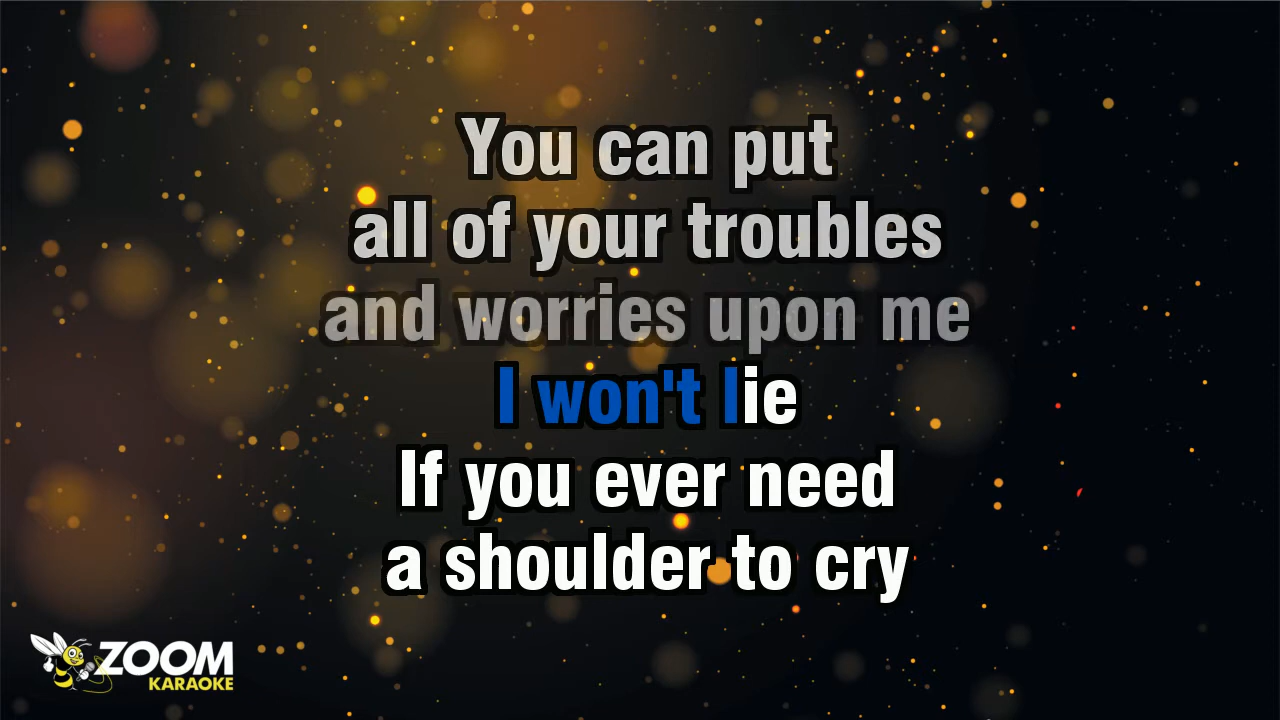 You can put
all of your troubles
and worries upon me
I won't lie
If you ever need
a shoulder to cry
ZOOM
KARAOKE